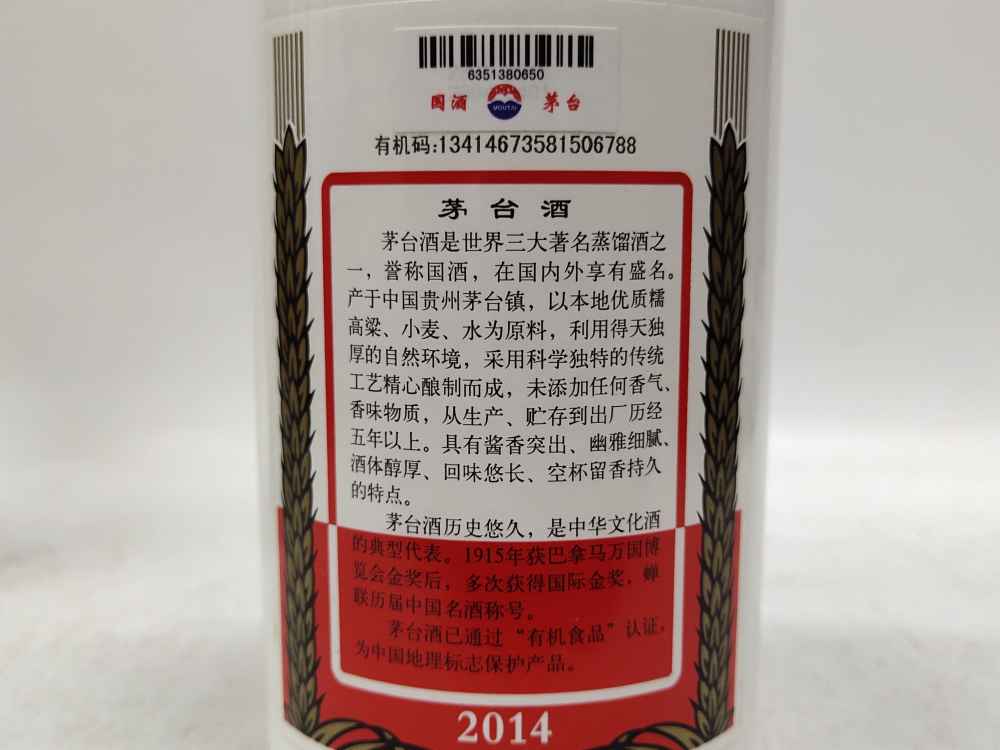 6351380650
国酒 MOUTAI 茅台
有机码:13414673581506788
茅台酒
茅台酒是世界三大著名蒸馏酒之
一，誉称国酒，在国内外享有盛名。
产于中国贵州茅台镇，以本地优质糯
高粱、小麦、水为原料，利用得天独
厚的自然环境，采用科学独特的传统
工艺精心酿制而成，未添加任何香气、
香味物质，从生产、贮存到出厂历经
五年以上。具有酱香突出、幽雅细腻、
酒体醇厚、回味悠长、空杯留香持久
的特点。
茅台酒历史悠久，是中华文化酒
的典型代表。1915年获巴拿马万国博
览会金奖后，多次获得国际金奖，蝉
联历届中国名酒称号。
茅台酒已通过“有机食品”认证，
为中国地理标志保护产品。
2014